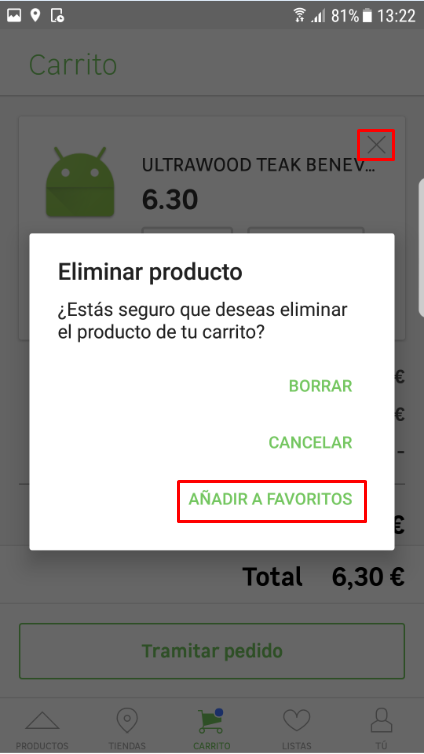 81% 13:22
Carrito
ULTRAWOOD TEAK BENEV...
6.30
Eliminar producto
¿Estás seguro que deseas eliminar
el producto de tu carrito?
BORRAR
€
€
CANCELAR
-
AÑADIR A FAVORITOS
€
Total 6,30 €
Tramitar pedido
PRODUCTOS TIENDAS CARRITO LISTAS TÚ